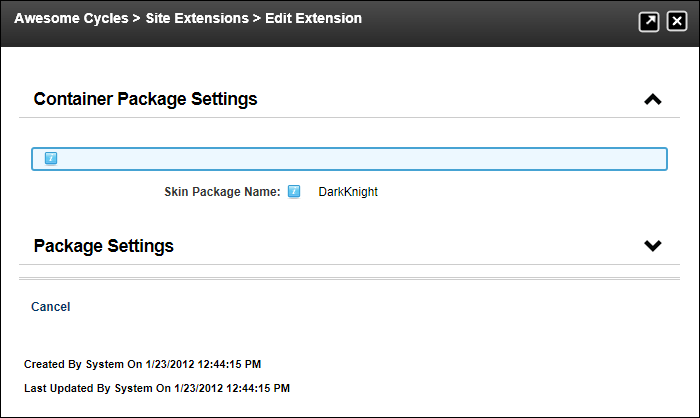 Awesome Cycles > Site Extensions > Edit Extension
Container Package Settings
Skin Package Name: DarkKnight
Package Settings
Cancel
Created By System On 1/23/2012 12:44:15 PM
Last Updated By System On 1/23/2012 12:44:15 PM